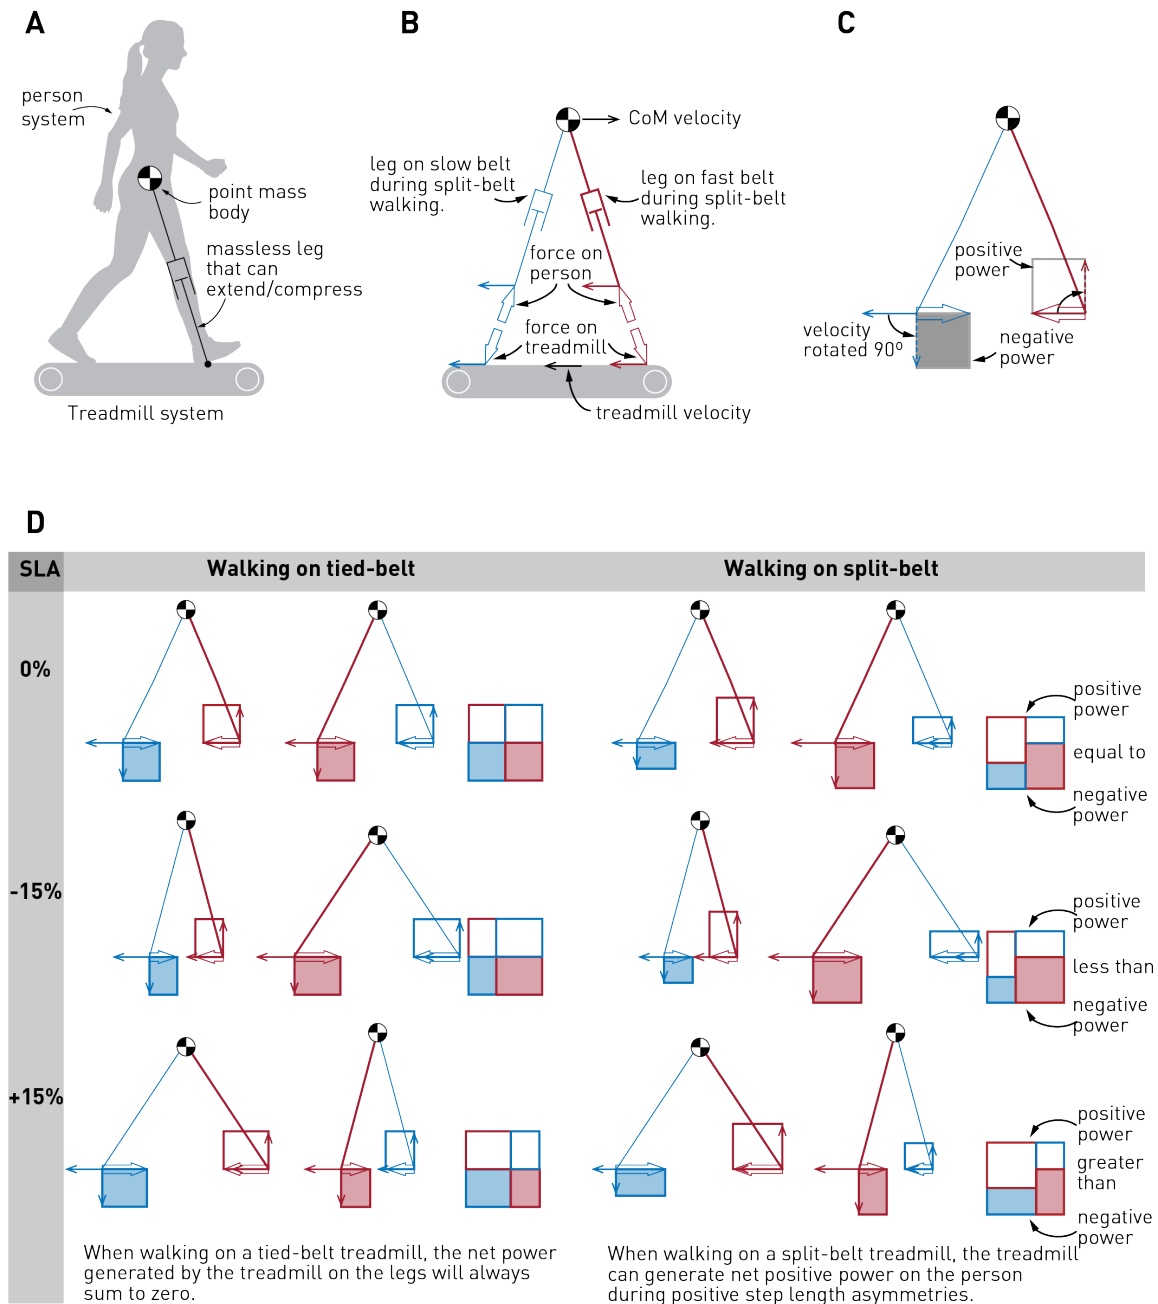 A
person
system
point mass
body
massless leg
that can
extend/compress
Treadmill system
B
CoM velocity
leg on slow belt
during split-belt
walking.
leg on fast belt
during split-belt
walking.
force on
person
force on
treadmill
treadmill velocity
C
positive
power
velocity
rotated 90º
negative
power
D
SLA
Walking on tied-belt
Walking on split-belt
0%
positive
power
equal to
negative
power
-15%
positive
power
less than
negative
power
+15%
positive
power
greater
than
negative
power
When walking on a tied-belt treadmill, the net power
generated by the treadmill on the legs will always
sum to zero.
When walking on a split-belt treadmill, the treadmill
can generate net positive power on the person
during positive step length asymmetries.